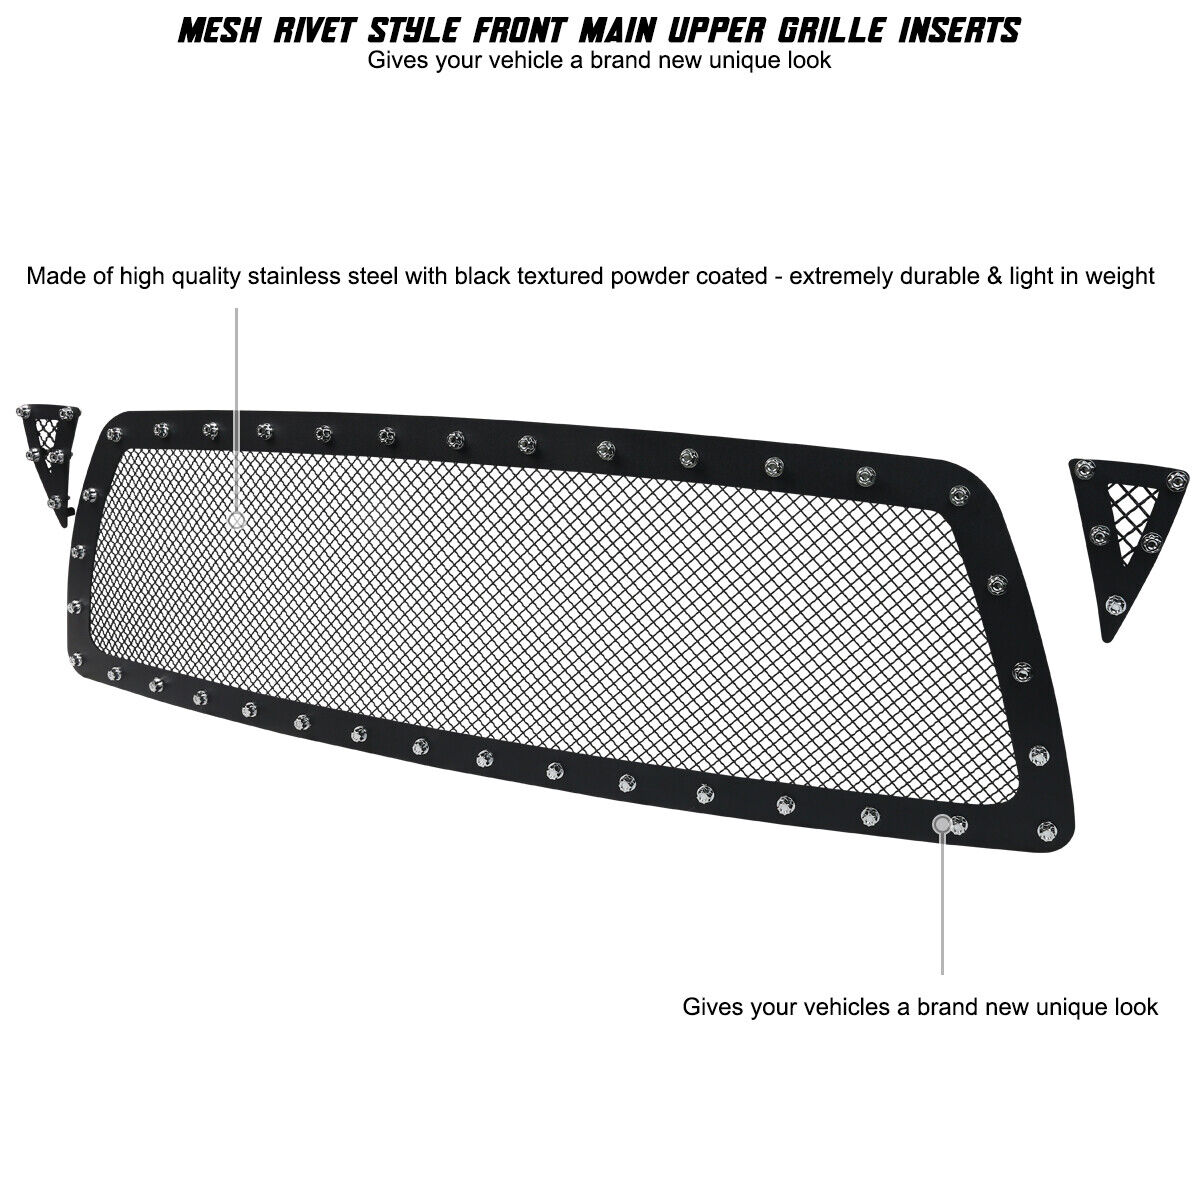 MESH RIVET STYLE FRONT MAIN UPPER GRILLE INSERTS
Gives your vehicle a brand new unique look
Made of high quality stainless steel with black textured powder coated - extremely durable & light in weight
Gives your vehicles a brand new unique look